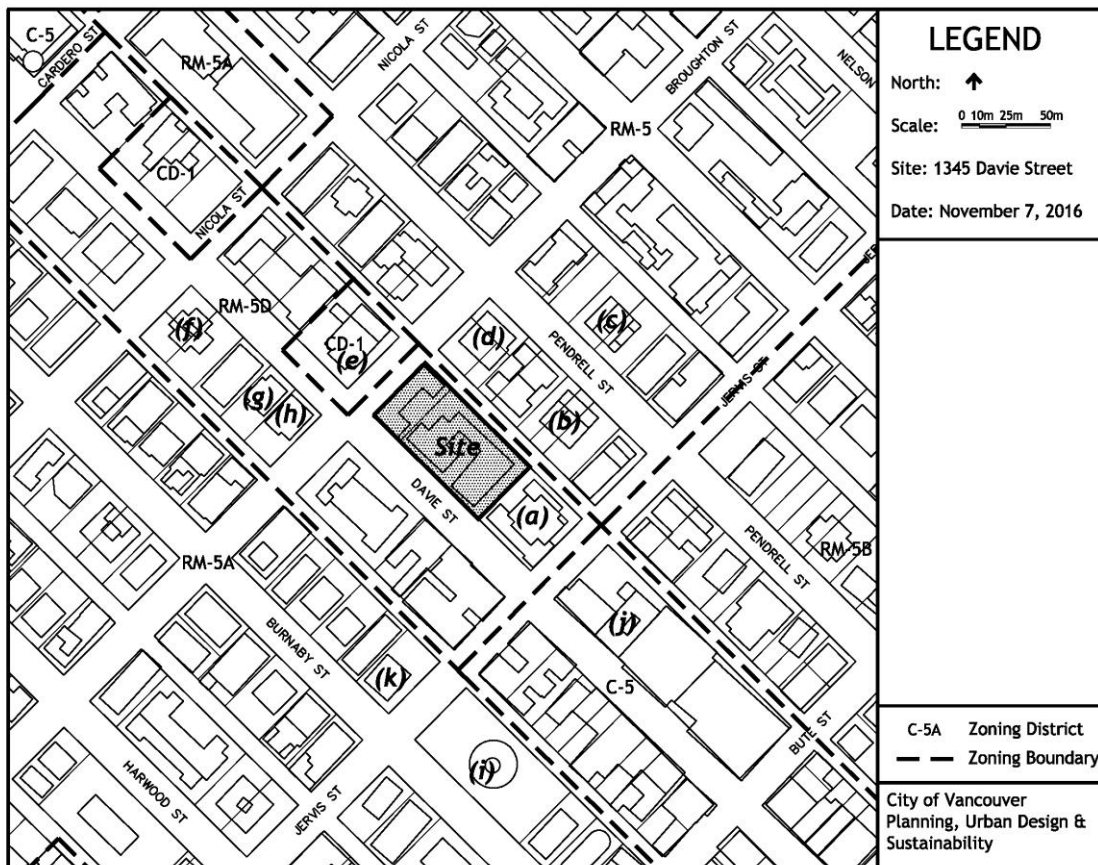 C-5
CARDERO ST
RM-5A
NICOLA ST
BROUGHTON ST
NELSON
RM-5
CD-1
NICOLA ST
RM-5D
(f)
CD-1
(e)
(d)
(c)
PENDRELL ST
JERVIS ST
(g)
(h)
(b)
Site
DAVIE ST
(a)
PENDRELL ST
RM-5B
RM-5A
BURNABY ST
(j)
(k)
C-5
BUTE ST
(i)
HARWOOD ST
JERVIS ST
LEGEND
North:
Scale: 0 10m 25m 50m
Site: 1345 Davie Street
Date: November 7, 2016
C-5A Zoning District
Zoning Boundary
City of Vancouver
Planning, Urban Design &
Sustainability